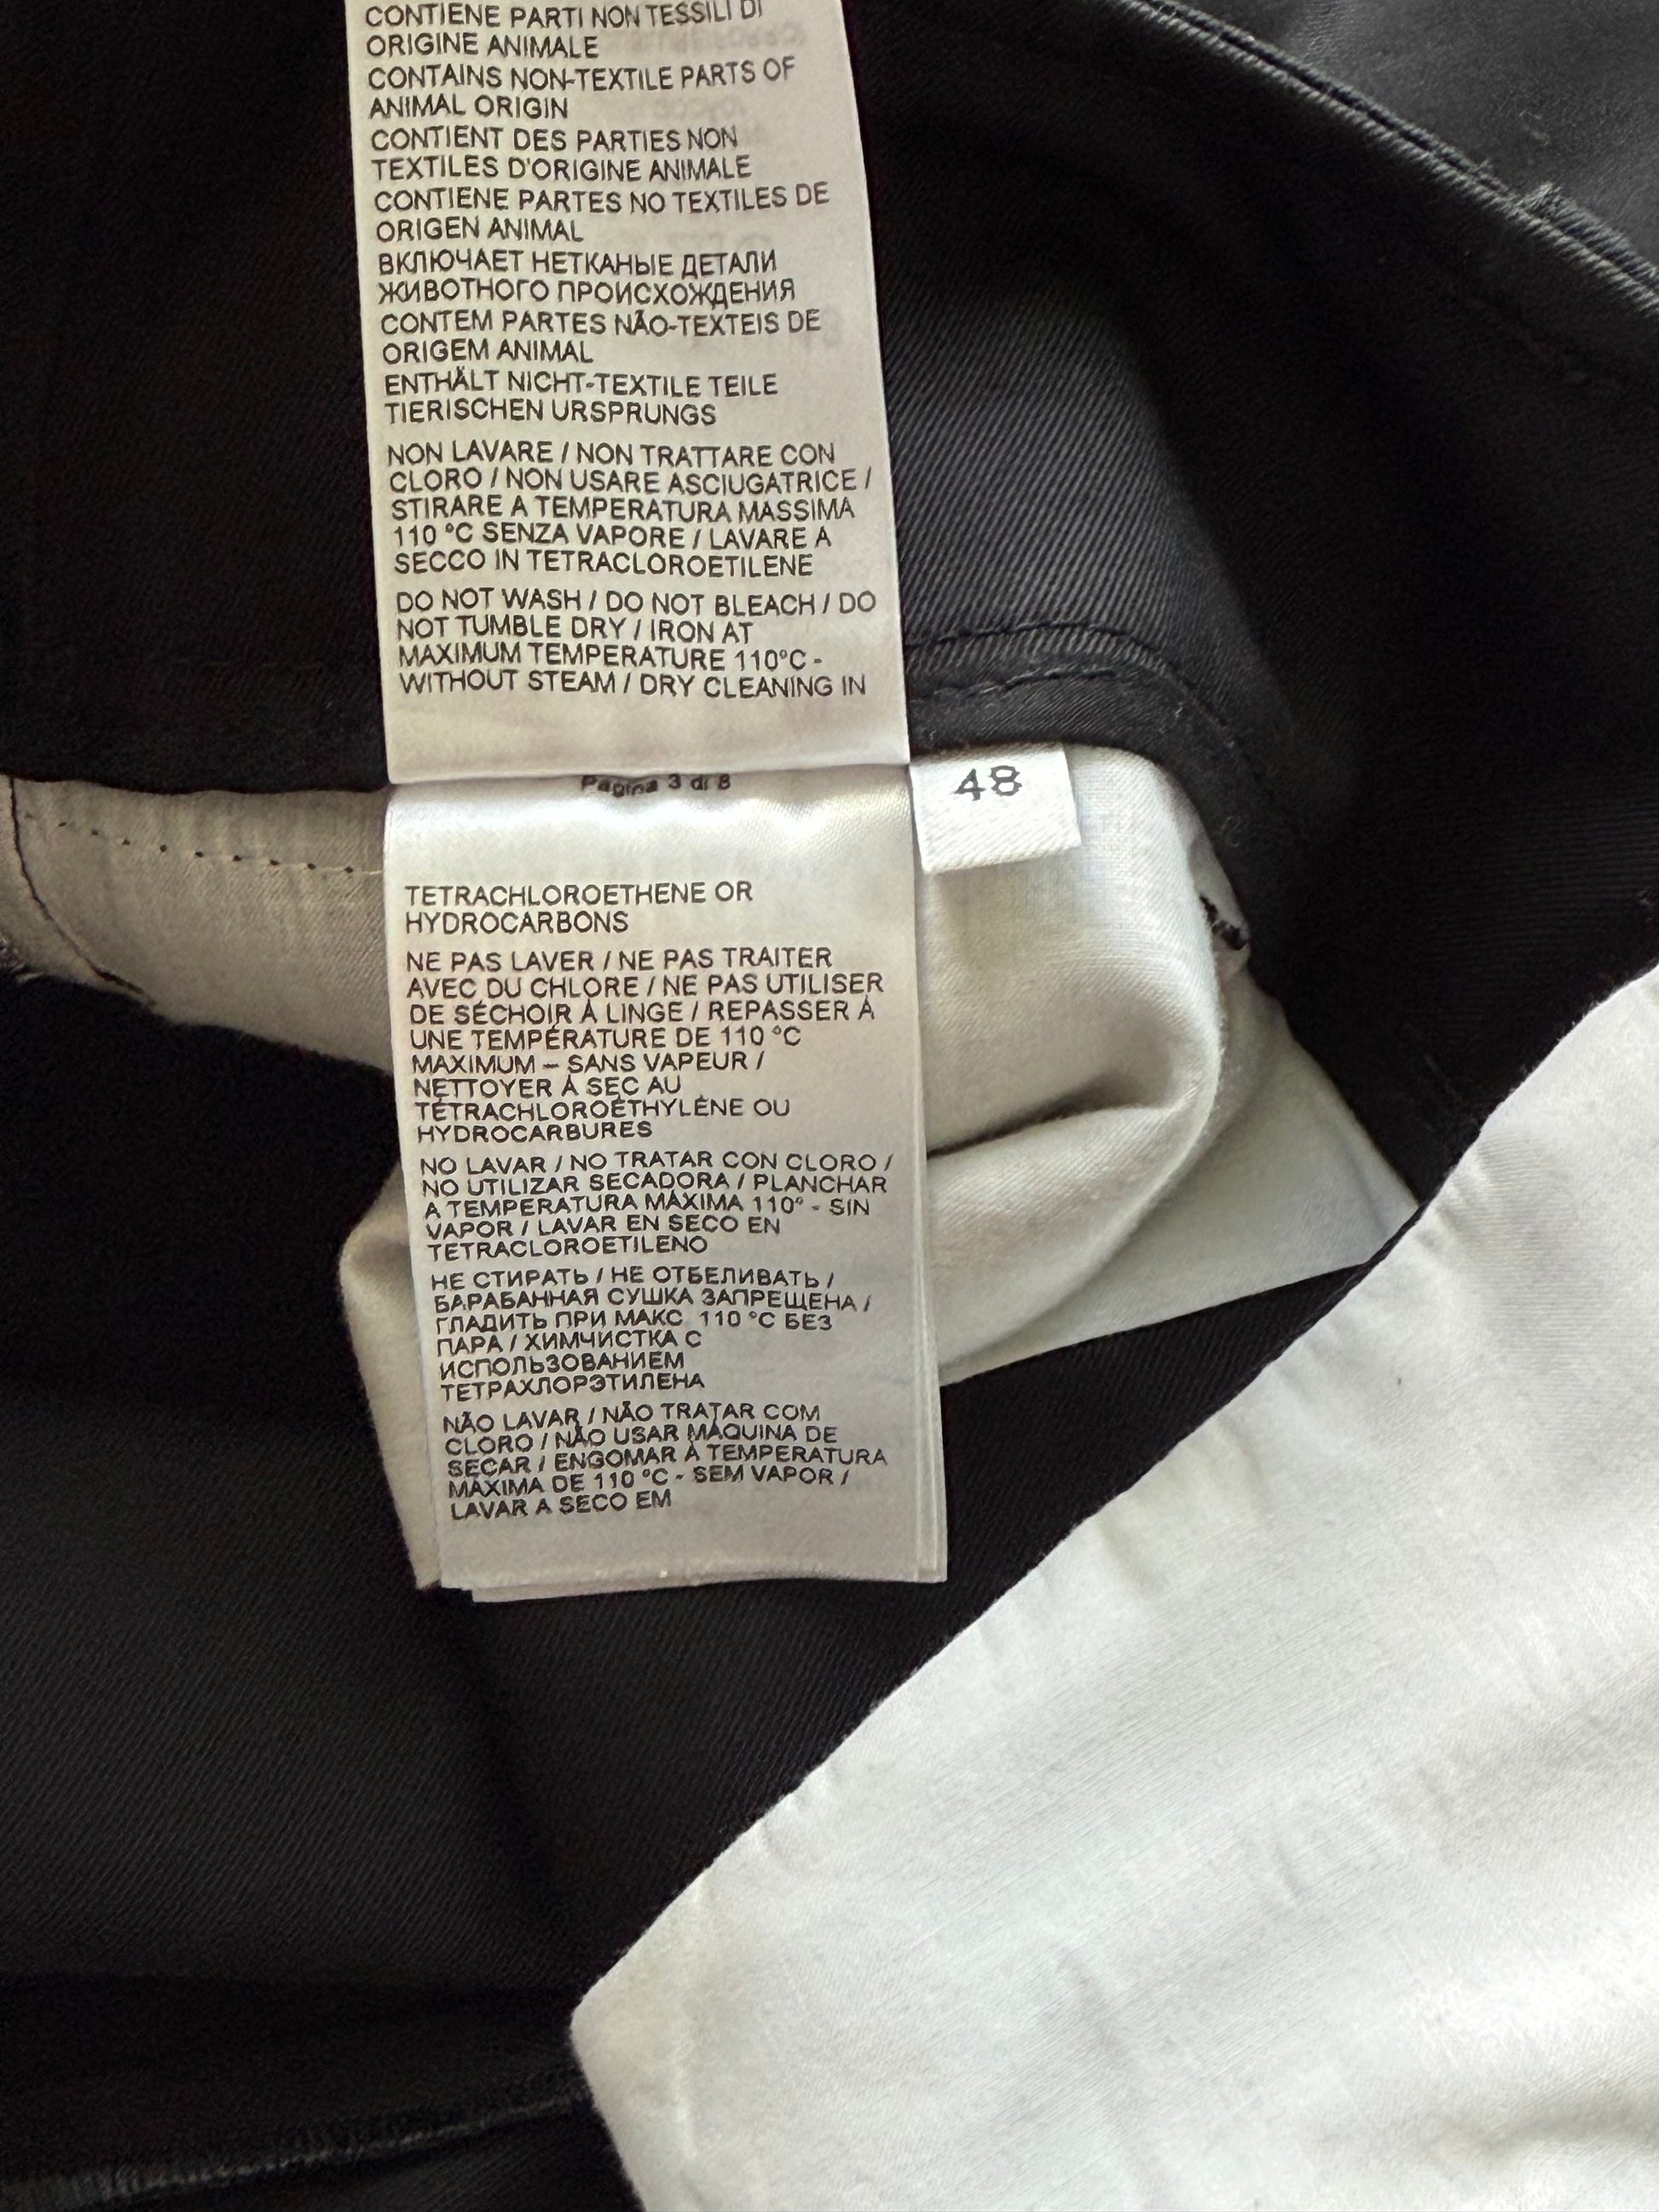 CONTIENE PARTI NON TESSILI DI
ORIGINE ANIMALE
CONTAINS NON-TEXTILE PARTS OF
ANIMAL ORIGIN
CONTIENT DES PARTIES NON
TEXTILES D'ORIGINE ANIMALE
CONTIENE PARTES NO TEXTILES DE
ORIGEN ANIMAL
ВКЛЮЧАЕТ НЕТКАНЫЕ ДЕТАЛИ
ЖИВОТНОГО ПРОИСХОЖДЕНИЯ
CONTEM PARTES NÃO-TEXTEIS DE
ORIGEM ANIMAL
ENTHÄLT NICHT-TEXTILE TEILE
TIERISCHEN URSPRUNGS
NON LAVARE / NON TRATTARE CON
CLORO / NON USARE ASCIUGATRICE /
STIRARE A TEMPERATURA MASSIMA
110 °C SENZA VAPORE / LAVARE A
SECCO IN TETRACLOROETILENE
DO NOT WASH / DO NOT BLEACH / DO
NOT TUMBLE DRY / IRON AT
MAXIMUM TEMPERATURE 110°C -
WITHOUT STEAM / DRY CLEANING IN
Pagina 3 di 8
48
TETRACHLOROETHENE OR
HYDROCARBONS
NE PAS LAVER / NE PAS TRAITER
AVEC DU CHLORE / NE PAS UTILISER
DE SÉCHOIR À LINGE / REPASSER À
UNE TEMPÉRATURE DE 110 °C
MAXIMUM – SANS VAPEUR /
NETTOYER À SEC AU
TÉTRACHLOROÉTHYLÈNE OU
HYDROCARBURES
NO LAVAR / NO TRATAR CON CLORO /
NO UTILIZAR SECADORA / PLANCHAR
A TEMPERATURA MÁXIMA 110° - SIN
VAPOR / LAVAR EN SECO EN
TETRACLOROETILENO
НЕ СТИРАТЬ / НЕ ОТБЕЛИВАТЬ /
БАРАБАННАЯ СУШКА ЗАПРЕЩЕНА /
ГЛАДИТЬ ПРИ МАКС 110 °C БЕЗ
ПАРА / ХИМЧИСТКА С
ИСПОЛЬЗОВАНИЕМ
ТЕТРАХЛОРЭТИЛЕНА
NÃO LAVAR / NÃO TRATAR COM
CLORO / NÃO USAR MÁQUINA DE
SECAR / ENGOMAR À TEMPERATURA
MÁXIMA DE 110 °C - SEM VAPOR /
LAVAR A SECO EM